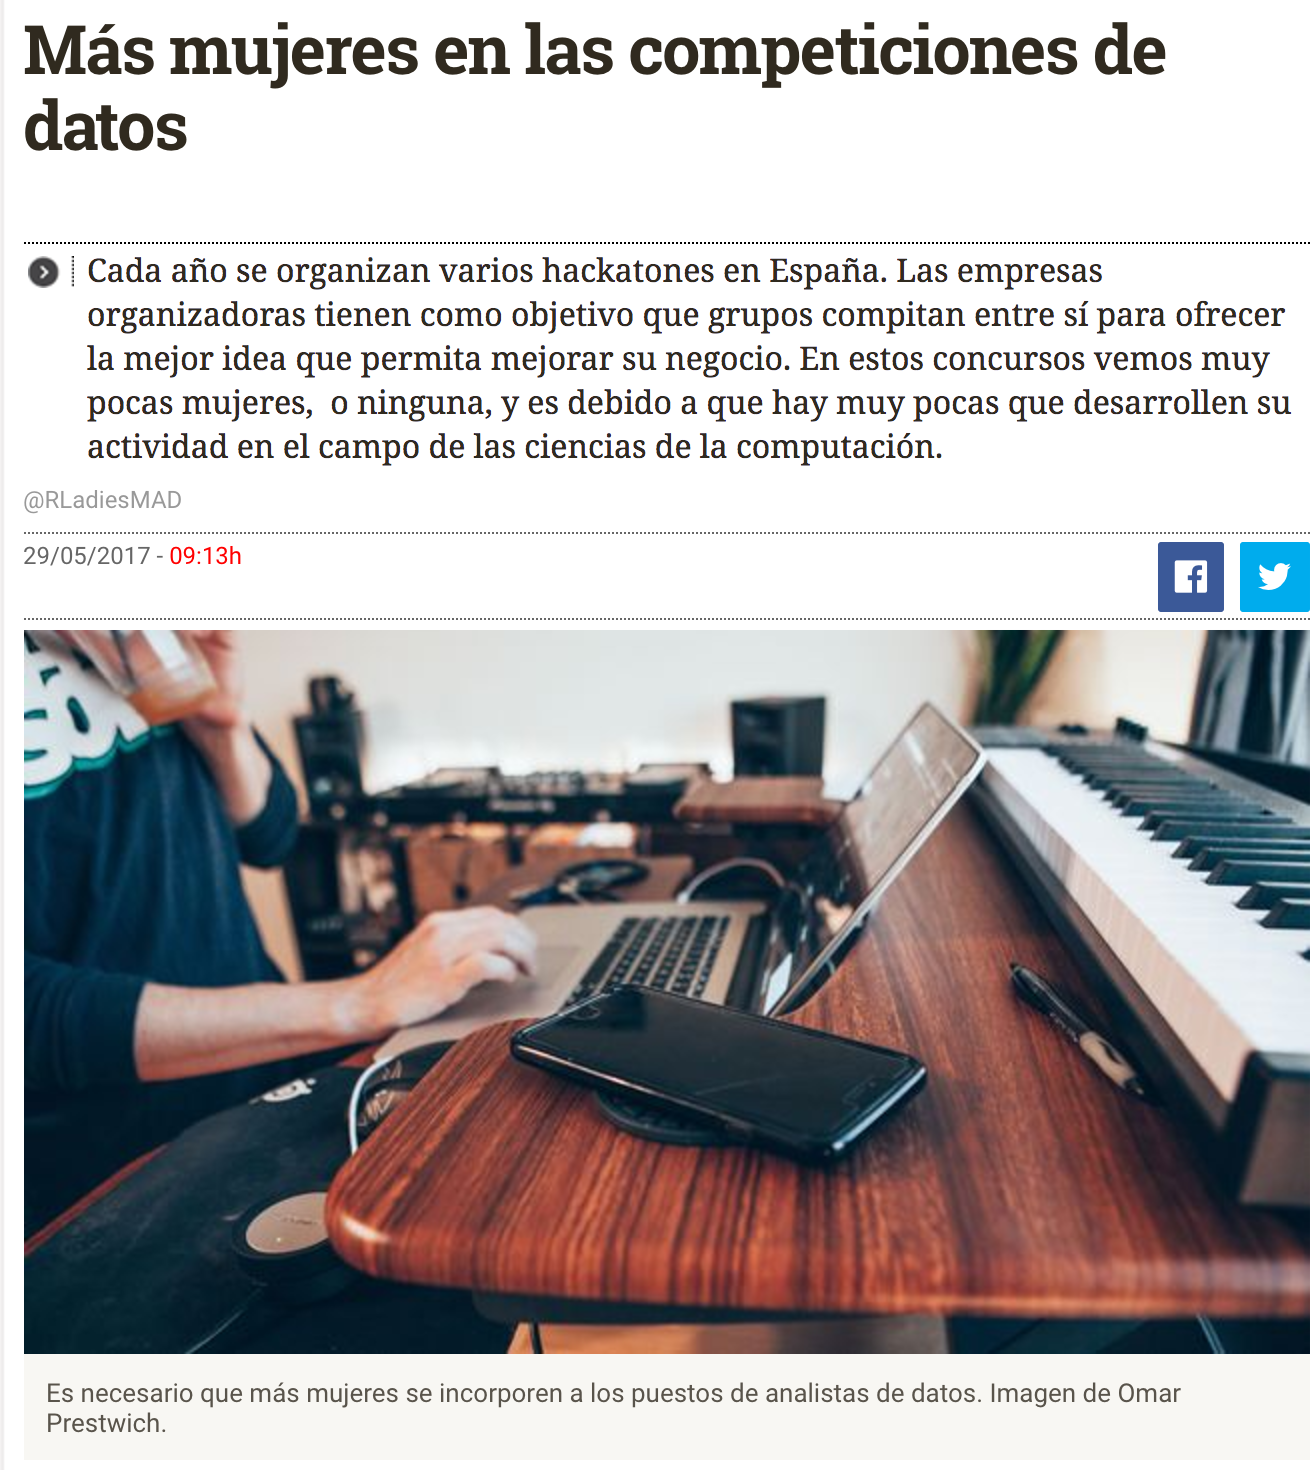 Más mujeres en las competiciones de
datos
Cada año se organizan varios hackatones en España. Las empresas
organizadoras tienen como objetivo que grupos compitan entre sí para ofrecer
la mejor idea que permita mejorar su negocio. En estos concursos vemos muy
pocas mujeres,  o ninguna, y es debido a que hay muy pocas que desarrollen su
actividad en el campo de las ciencias de la computación.
@RLadiesMAD
29/05/2017 - 09:13h
Es necesario que más mujeres se incorporen a los puestos de analistas de datos. Imagen de Omar
Prestwich.